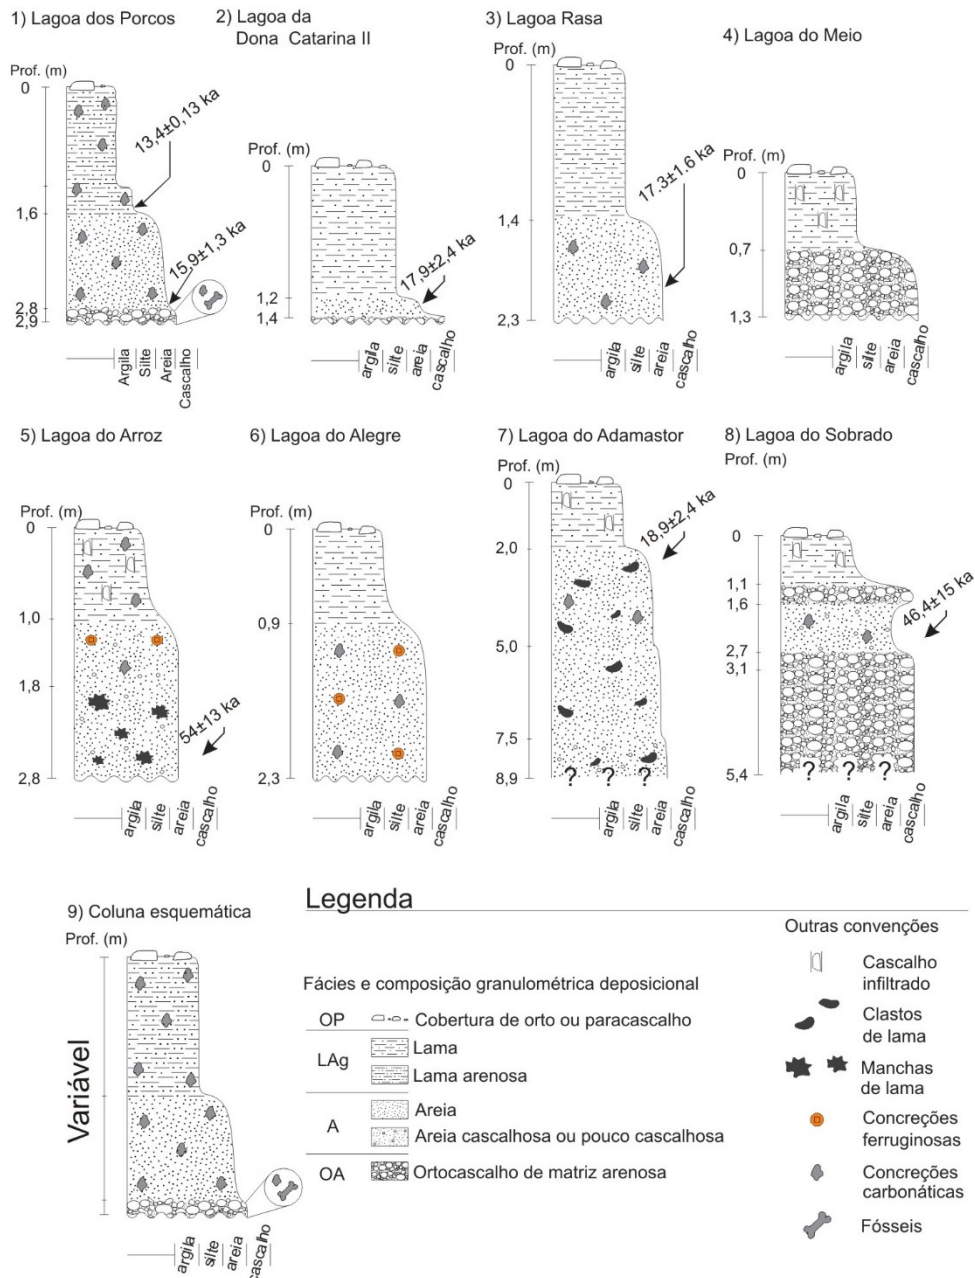 1) Lagoa dos Porcos
Prof. (m)
0
1,6
2,8
2,9
13,4±0,13 ka
15,9±1,3 ka
Argila
Silte
Areia
Cascalho
2) Lagoa da
Dona Catarina II
Prof. (m)
0
1,2
1,4
17,9±2,4 ka
argila
silte
areia
cascalho
3) Lagoa Rasa
Prof. (m)
0
1,4
2,3
17.3±1.6 ka
argila
silte
areia
cascalho
4) Lagoa do Meio
Prof. (m)
0
0,7
1,3
argila
silte
areia
cascalho
5) Lagoa do Arroz
Prof. (m)
0
1,0
1,8
2,8
54±13 ka
argila
silte
areia
cascalho
6) Lagoa do Alegre
Prof. (m)
0
0,9
2,3
argila
silte
areia
cascalho
7) Lagoa do Adamastor
Prof. (m)
0
2,0
5,0
7,5
8,9
18,9±2,4 ka
? ? ?
argila
silte
areia
cascalho
8) Lagoa do Sobrado
Prof. (m)
0
1,1
1,6
2,7
3,1
5,4
46,4±15 ka
? ? ?
argila
silte
areia
cascalho
9) Coluna esquemática
Prof. (m)
Variável
argila
silte
areia
cascalho
Legenda
Fácies e composição granulométrica deposicional
OP Cobertura de orto ou paracascalho
LAg Lama
Lama arenosa
A Areia
Areia cascalhosa ou pouco cascalhosa
OA Ortocascalho de matriz arenosa
Outras convenções
Cascalho
infiltrado
Clastos
de lama
Manchas
de lama
Concreções
ferruginosas
Concreções
carbonáticas
Fósseis